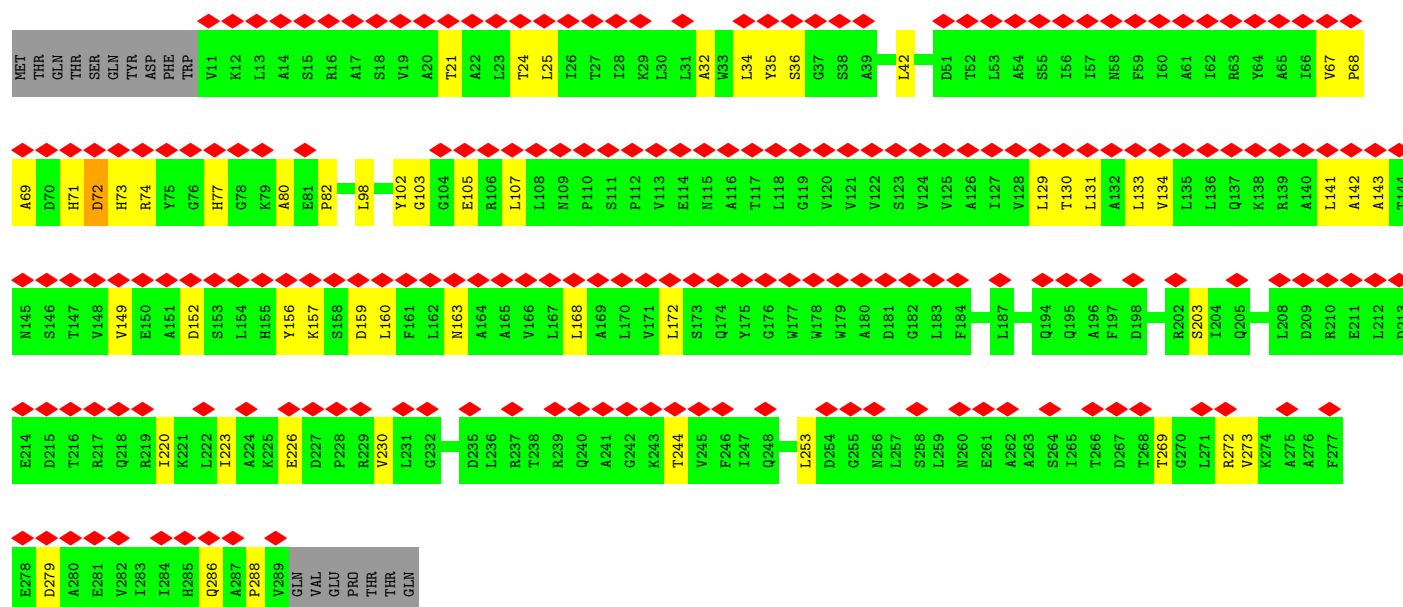 MET THR GLN THR SER GLN TYR ASP PHE TRP V11 K12 L13 A14 S15 R16 A17 S18 V19 A20 T21 A22 L23 T24 L25 I26 T27 I28 K29 L30 L31 A32 W33 L34 Y35 S36 G37 S38 A39 L42 D51 T52 L53 A54 S55 I56 I57 N58 F59 I60 A61 I62 R63 Y64 A65 I66 V67 P68
A69 D70 H71 D72 H73 R74 Y75 G76 H77 G78 K79 A80 E81 P82 L98 Y102 G103 G104 E105 R106 L107 L108 N109 P110 S111 P112 V113 E114 N115 A116 T117 L118 G119 V120 V121 V122 S123 V124 V125 A126 I127 V128 L129 T130 L131 A132 L133 V134 L135 L136 Q137 K138 R139 A140 L141 A142 A143 T144
N145 S146 T147 V148 V149 E150 A151 D152 S153 L154 H155 Y156 K157 S158 D159 L160 F161 L162 N163 A164 A165 V166 L167 L168 A169 L170 V171 L172 S173 Q174 Y175 G176 W177 W178 W179 A180 D181 G182 L183 F184 L187 Q194 Q195 A196 F197 D198 R202 S203 I204 Q205 L208 D209 R210 E211 L212
E214 D215 T216 R217 Q218 R219 I220 K221 L222 I223 A224 K225 E226 D227 P228 R229 V230 L231 G232 D235 L236 R237 T238 R239 Q240 A241 G242 K243 T244 V245 F246 I247 Q248 L253 D254 G255 N256 L257 S258 L259 N260 E261 A262 A263 S264 I265 T266 D267 T268 T269 G270 L271 R272 V273 K274 A275 A276 F277
E278 D279 A280 E281 V282 I283 I284 H285 Q286 A287 P288 V289 GLN VAL GLU PRO THR THR GLN